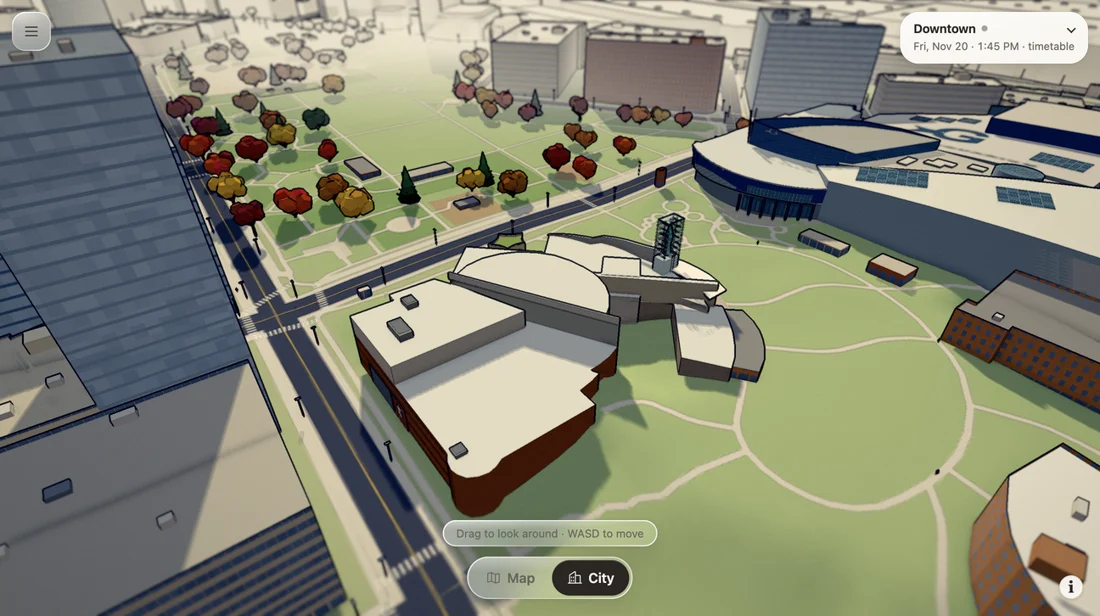 Downtown
Fri, Nov 20 · 1:45 PM · timetable
Drag to look around · WASD to move
Map
City